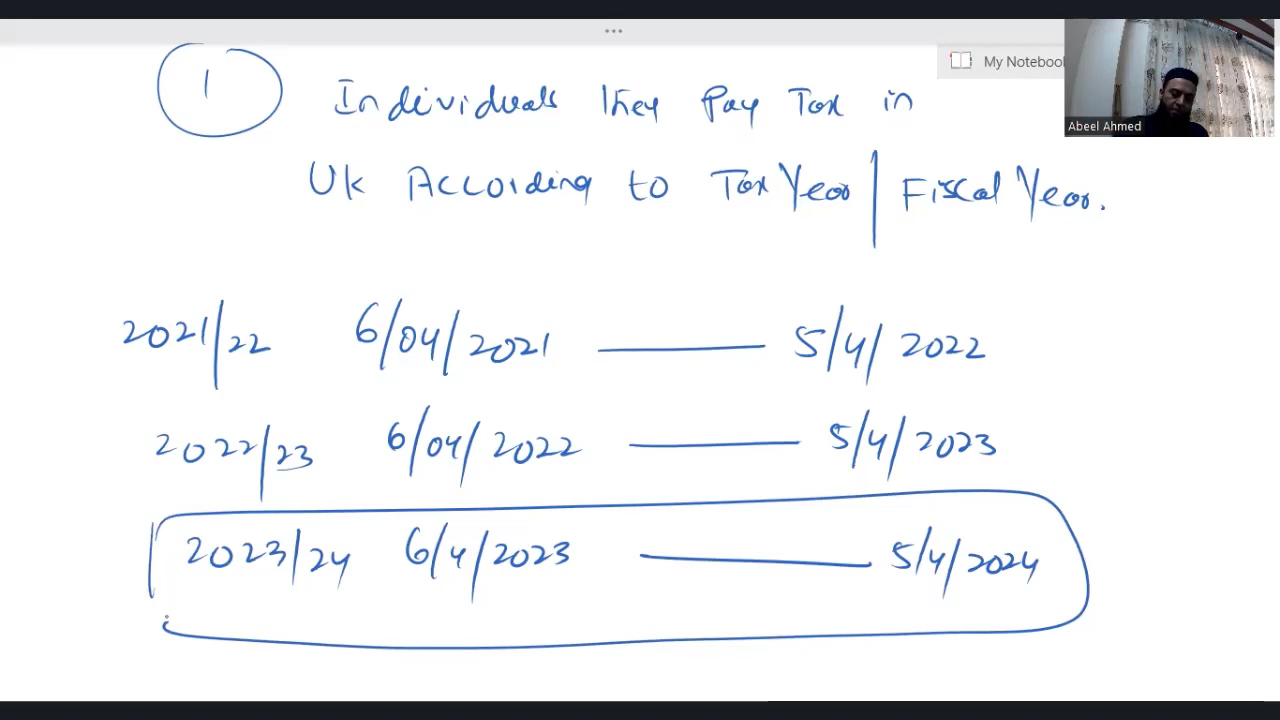 My Notebook
Abeel Ahmed
1
Individuals they Pay Tax in
UK According to Tax Year | Fiscal Year.
2021/22 6/04/2021 — 5/4/2022
2022/23 6/04/2022 — 5/4/2023
2023/24 6/4/2023 — 5/4/2024